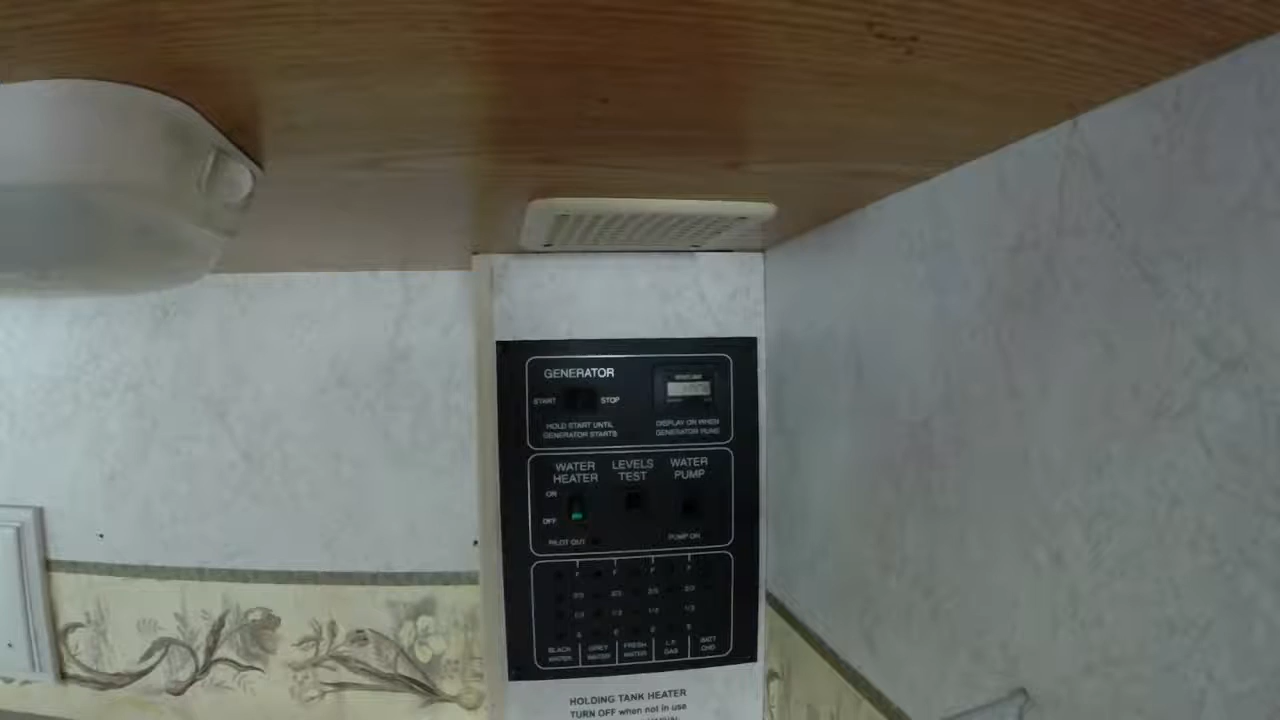 GENERATOR
START STOP
HOLD START UNTIL
GENERATOR STARTS
DISPLAY ON WHEN
GENERATOR RUNS
WATER
HEATER
LEVELS
TEST
WATER
PUMP
ON
OFF
PILOT OUT
PUMP ON
F F F F
2/3 2/3 2/3 2/3
1/3 1/3 1/3 1/3
E E E E
BLACK
WATER
GREY
WATER
FRESH
WATER
L.P.
GAS
BATT
CHG
HOLDING TANK HEATER
TURN OFF when not in use